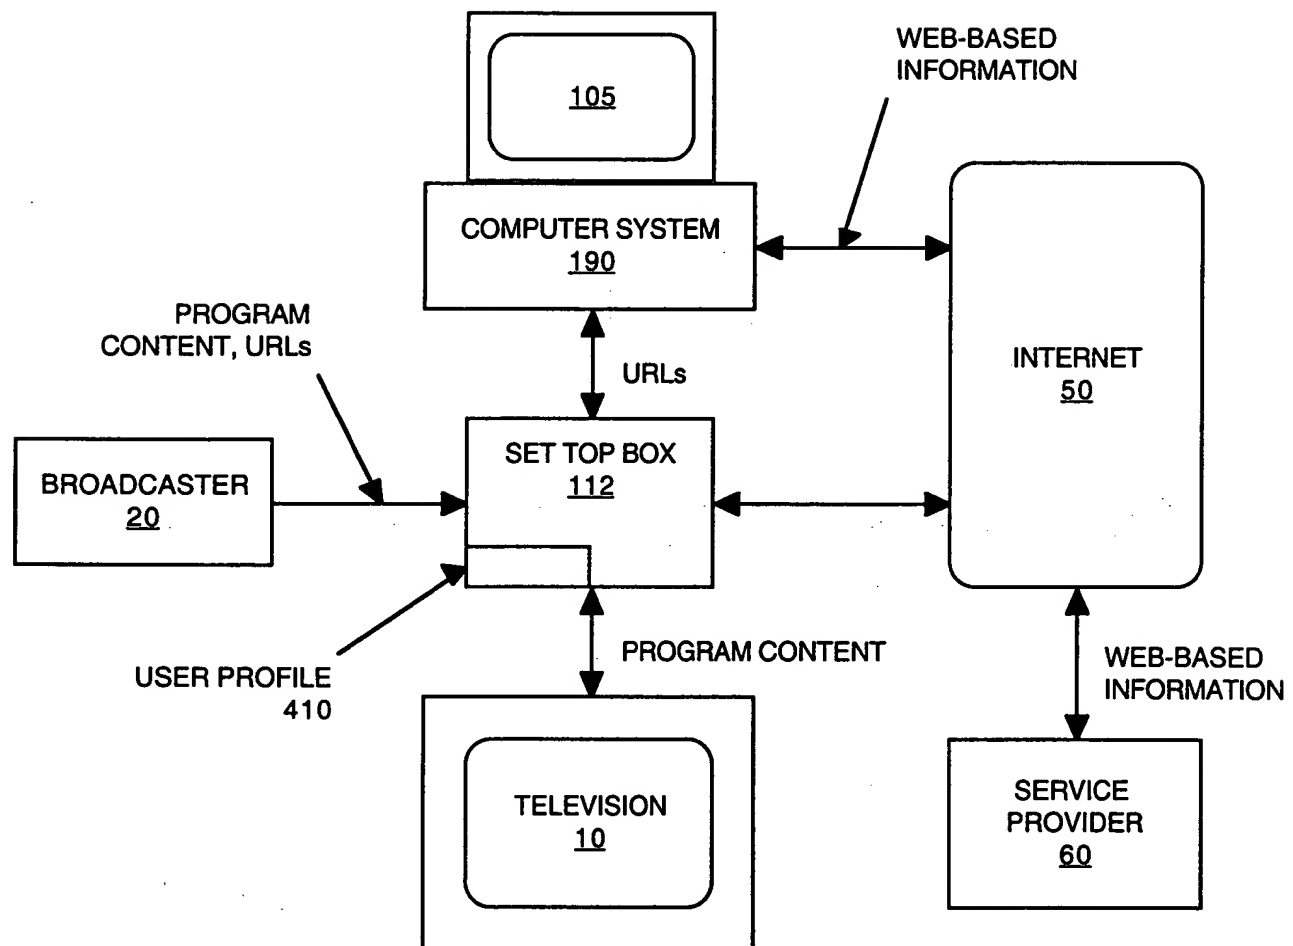 WEB-BASED
INFORMATION
105
COMPUTER SYSTEM
190
PROGRAM
CONTENT, URLs
URLs
INTERNET
50
SET TOP BOX
112
BROADCASTER
20
USER PROFILE
410
PROGRAM CONTENT
WEB-BASED
INFORMATION
TELEVISION
10
SERVICE
PROVIDER
60